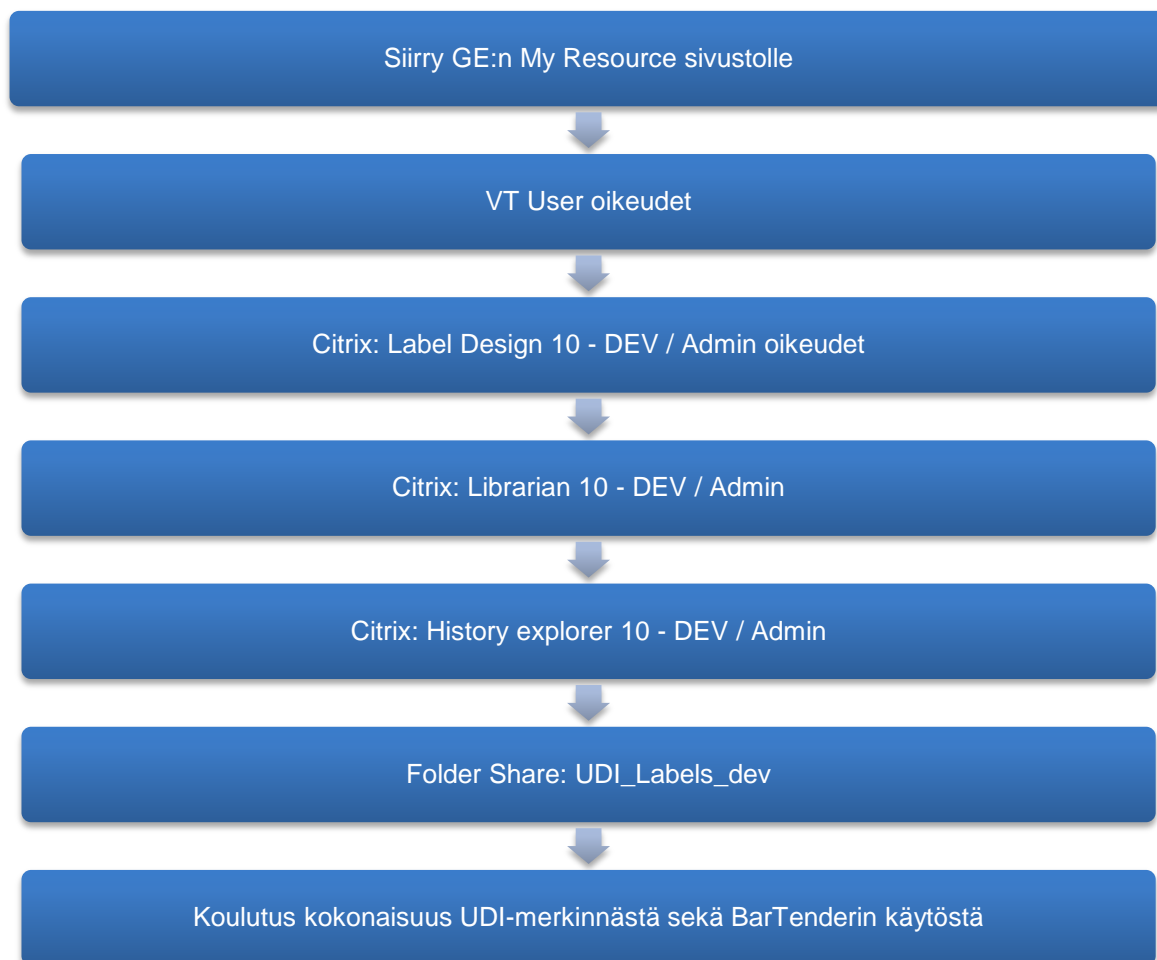 Siirry GE:n My Resource sivustolle
VT User oikeudet
Citrix: Label Design 10 - DEV / Admin oikeudet
Citrix: Librarian 10 - DEV / Admin
Citrix: History explorer 10 - DEV / Admin
Folder Share: UDI_Labels_dev
Koulutus kokonaisuus UDI-merkinnästä sekä BarTenderin käytöstä